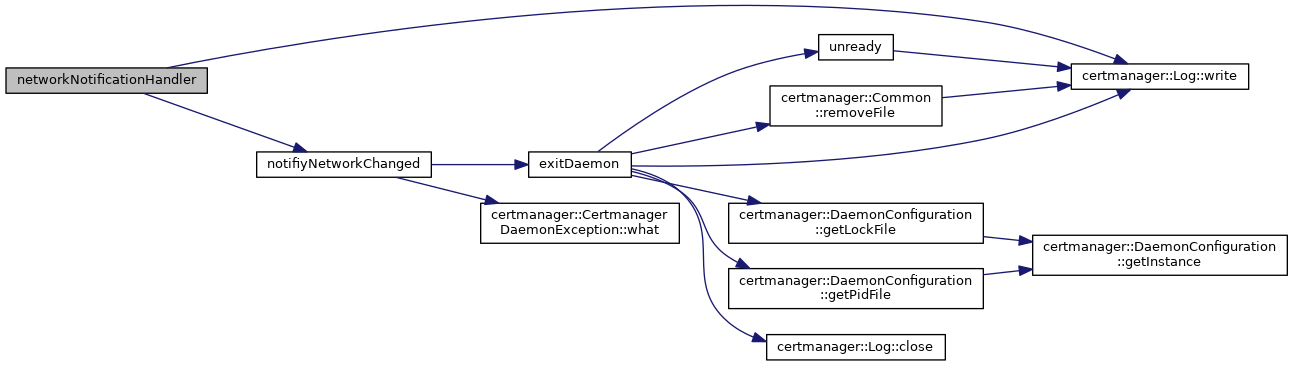 networkNotificationHandler
notifiyNetworkChanged
exitDaemon
certmanager::Certmanager
DaemonException::what
unready
certmanager::Common
::removeFile
certmanager::DaemonConfiguration
::getLockFile
certmanager::DaemonConfiguration
::getPidFile
certmanager::Log::close
certmanager::Log::write
certmanager::DaemonConfiguration
::getInstance